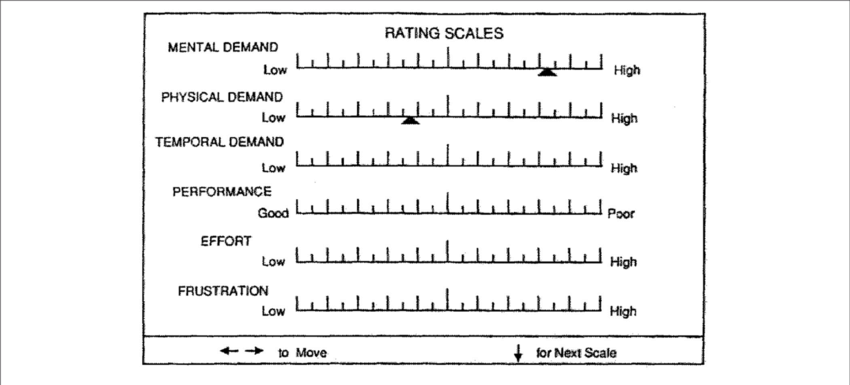 RATING SCALES
MENTAL DEMAND
Low High
PHYSICAL DEMAND
Low High
TEMPORAL DEMAND
Low High
PERFORMANCE
Good Poor
EFFORT
Low High
FRUSTRATION
Low High
to Move for Next Scale